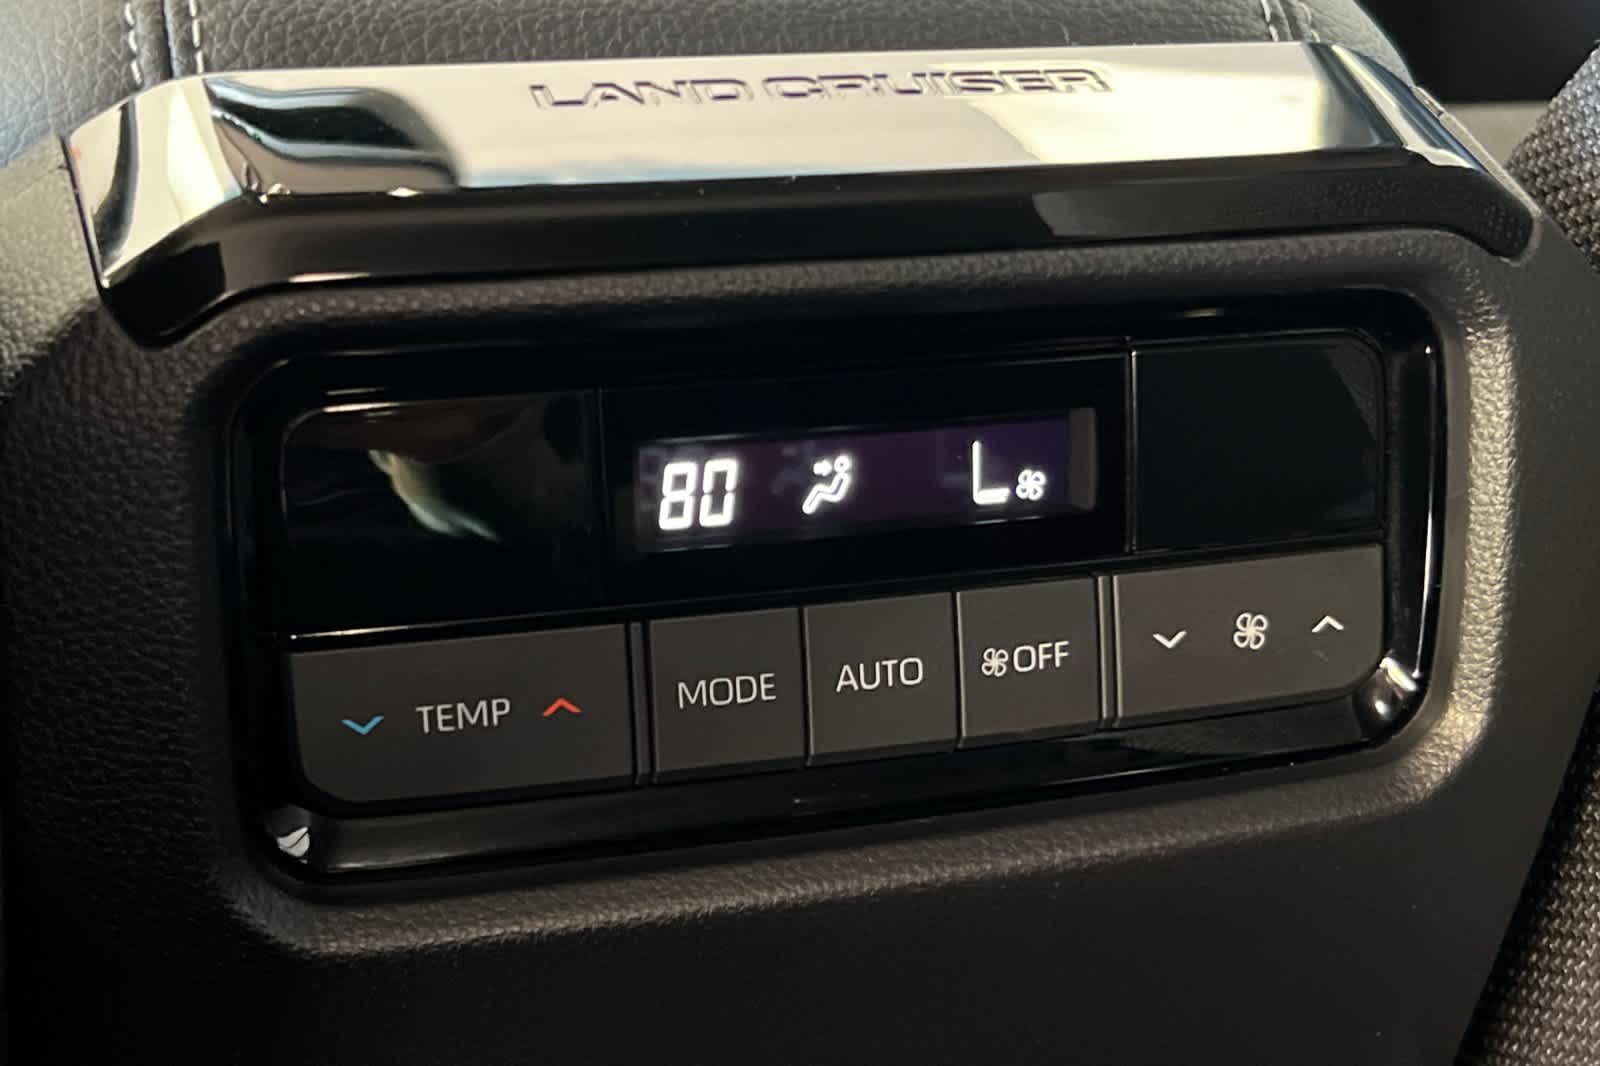 LAND CRUISER
80 L
TEMP MODE AUTO OFF